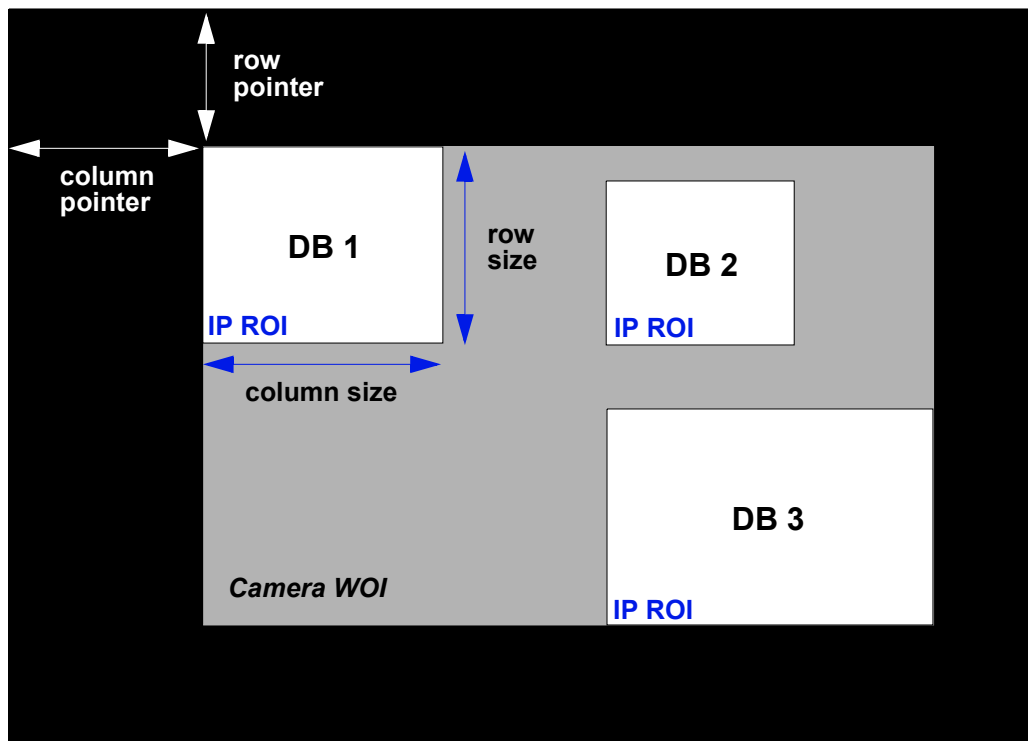 row
pointer
column
pointer
DB 1
IP ROI
row
size
column size
DB 2
IP ROI
DB 3
IP ROI
Camera WOI